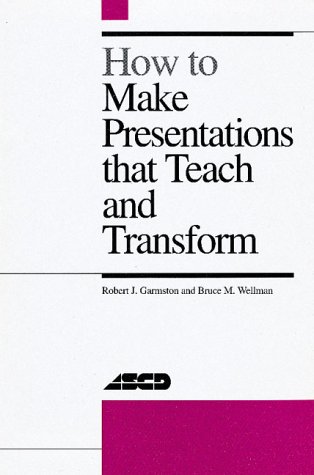 How to
Make
Presentations
that Teach
and
Transform
Robert J. Garmston and Bruce M. Wellman
ASCD